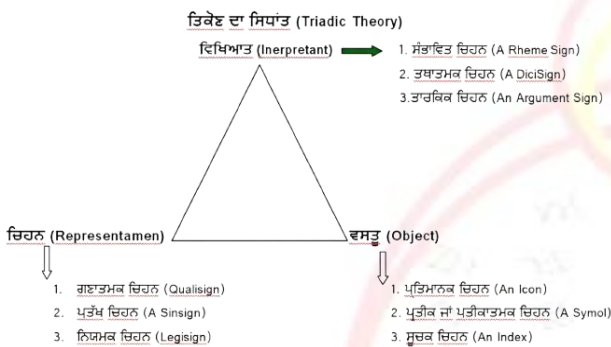 ਤਿਕੋਣ ਦਾ ਸਿਧਾਂਤ (Triadic Theory)
ਵਿਖਿਆਤ (Inerpretant)
1. ਸੰਭਾਵਿਤ ਚਿਹਨ (A Rheme Sign)
2. ਤਥਾਤਮਕ ਚਿਹਨ (A DiciSign)
3.ਤਾਰਕਿਕ ਚਿਹਨ (An Argument Sign)
ਚਿਹਨ (Representamen)
1. ਗੁਣਾਤਮਕ ਚਿਹਨ (Qualisign)
2. ਪ੍ਰਤੱਖ ਚਿਹਨ (A Sinsign)
3. ਨਿਯਮਕ ਚਿਹਨ (Legisign)
ਵਸਤੂ (Object)
1. ਪ੍ਰਤਿਮਾਨਕ ਚਿਹਨ (An Icon)
2. ਪ੍ਰਤੀਕ ਜਾਂ ਪ੍ਰਤੀਕਾਤਮਕ ਚਿਹਨ (A Symol)
3. ਸੂਚਕ ਚਿਹਨ (An Index)